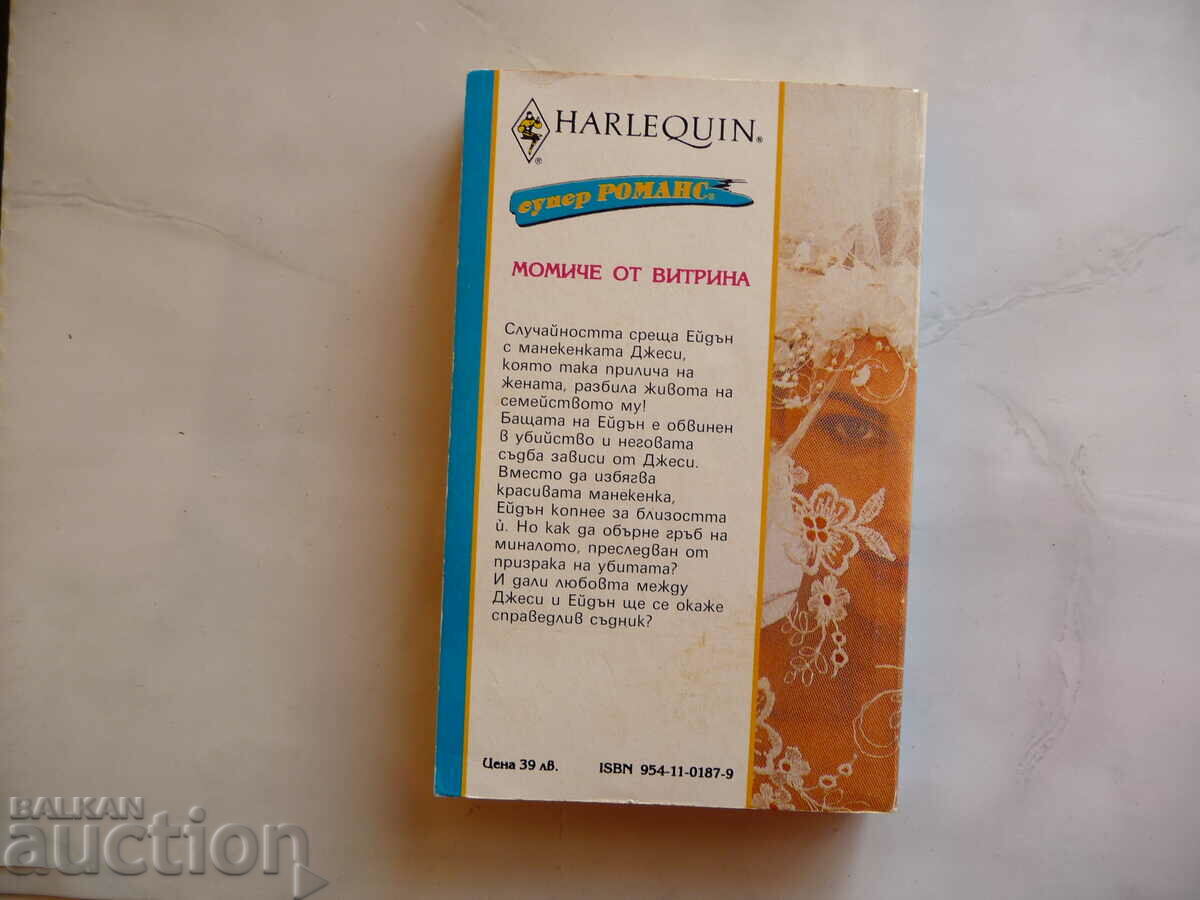 HARLEQUIN®
®
супер РОМАНС®
МОМИЧЕ ОТ ВИТРИНА
Случайността среща Ейдън
с манекенката Джеси,
която така прилича на
жената, разбила живота на
семейството му!
Бащата на Ейдън е обвинен
в убийство и неговата
съдба зависи от Джеси.
Вместо да избягва
красивата манекенка,
Ейдън копнее за близостта
ѝ. Но как да обърне гръб на
миналото, преследван от
призрака на убитата?
И дали любовта между
Джеси и Ейдън ще се окаже
справедлив съдник?
Цена 39 лв. ISBN 954-11-0187-9
BALKAN
auction